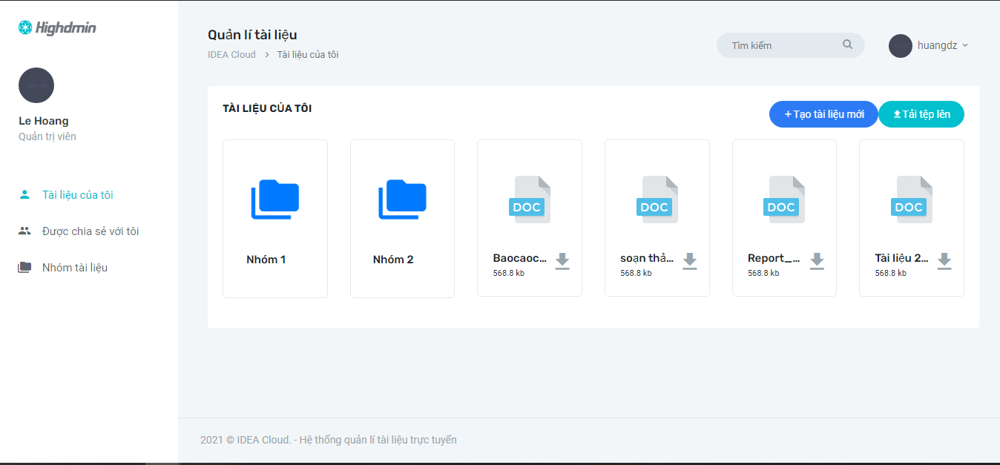 Highdmin
Quản lí tài liệu
IDEA Cloud > Tài liệu của tôi
Tìm kiếm
huangdz
Le Hoang
Quản trị viên
Tài liệu của tôi
Được chia sẻ với tôi
Nhóm tài liệu
TÀI LIỆU CỦA TÔI
+ Tạo tài liệu mới
Tải tệp lên
Nhóm 1
Nhóm 2
DOC
Baocaoc...
568.8 kb
DOC
soạn thả...
568.8 kb
DOC
Report_...
568.8 kb
DOC
Tài liệu 2...
568.8 kb
2021 © IDEA Cloud. - Hệ thống quản lí tài liệu trực tuyến